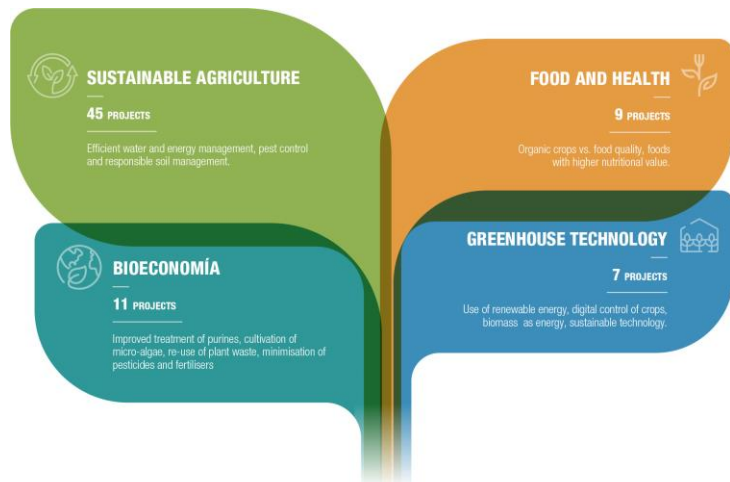 SUSTAINABLE AGRICULTURE
45 PROJECTS
Efficient water and energy management, pest control
and responsible soil management.
FOOD AND HEALTH
9 PROJECTS
Organic crops vs. food quality, foods
with higher nutritional value.
BIOECONOMÍA
11 PROJECTS
Improved treatment of purines, cultivation of
micro-algae, re-use of plant waste, minimisation of
pesticides and fertilisers
GREENHOUSE TECHNOLOGY
7 PROJECTS
Use of renewable energy, digital control of crops,
biomass as energy, sustainable technology.